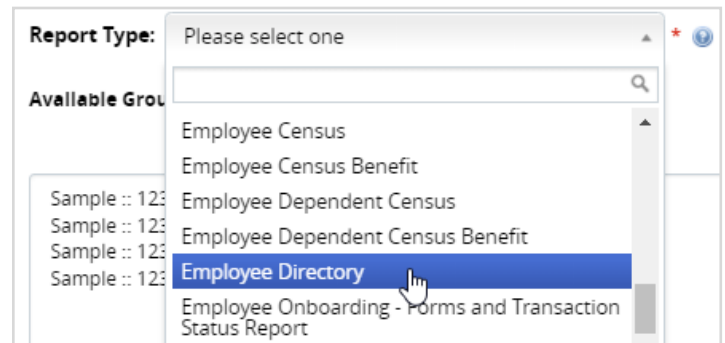 Report Type: Please select one *
Available Grou
Employee Census
Employee Census Benefit
Sample :: 123 Employee Dependent Census
Sample :: 123 Employee Dependent Census Benefit
Sample :: 123 Employee Directory
Sample :: 123 Employee Onboarding - Forms and Transaction
Status Report